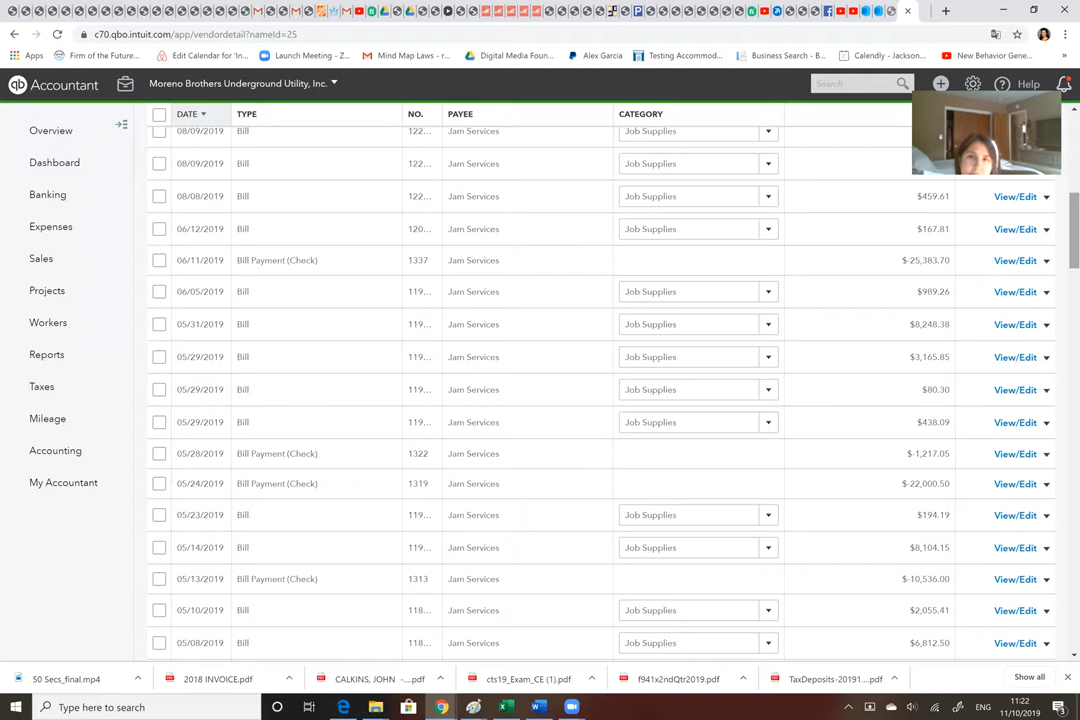 c70.qbo.intuit.com/app/vendordetail?nameId=25
Apps Firm of the Future... Edit Calendar for 'In... Launch Meeting - Z... Mind Map Laws – r... Digital Media Foun... Alex Garcia Testing Accommod... Business Search - B... Calendly - Jackson... New Behavior Gene... »
qb Accountant Moreno Brothers Underground Utility, Inc. Search Help
DATE TYPE NO. PAYEE CATEGORY
Overview
Dashboard
Banking
Expenses
Sales
Projects
Workers
Reports
Taxes
Mileage
Accounting
My Accountant
08/09/2019 Bill 122... Jam Services Job Supplies
08/09/2019 Bill 122... Jam Services Job Supplies
08/08/2019 Bill 122... Jam Services Job Supplies $459.61 View/Edit
06/12/2019 Bill 120... Jam Services Job Supplies $167.81 View/Edit
06/11/2019 Bill Payment (Check) 1337 Jam Services $-25,383.70 View/Edit
06/05/2019 Bill 119... Jam Services Job Supplies $989.26 View/Edit
05/31/2019 Bill 119... Jam Services Job Supplies $8,248.38 View/Edit
05/29/2019 Bill 119... Jam Services Job Supplies $3,165.85 View/Edit
05/29/2019 Bill 119... Jam Services Job Supplies $80.30 View/Edit
05/29/2019 Bill 119... Jam Services Job Supplies $438.09 View/Edit
05/28/2019 Bill Payment (Check) 1322 Jam Services $-1,217.05 View/Edit
05/24/2019 Bill Payment (Check) 1319 Jam Services $-22,000.50 View/Edit
05/23/2019 Bill 119... Jam Services Job Supplies $194.19 View/Edit
05/14/2019 Bill 119... Jam Services Job Supplies $8,104.15 View/Edit
05/13/2019 Bill Payment (Check) 1313 Jam Services $-10,536.00 View/Edit
05/10/2019 Bill 118... Jam Services Job Supplies $2,055.41 View/Edit
05/08/2019 Bill 118... Jam Services Job Supplies $6,812.50 View/Edit
50 Secs_final.mp4 2018 INVOICE.pdf CALKINS, JOHN -....pdf cts19_Exam_CE (1).pdf f941x2ndQtr2019.pdf TaxDeposits-20191....pdf Show all
Type here to search ENG 11:22
11/10/2019 3